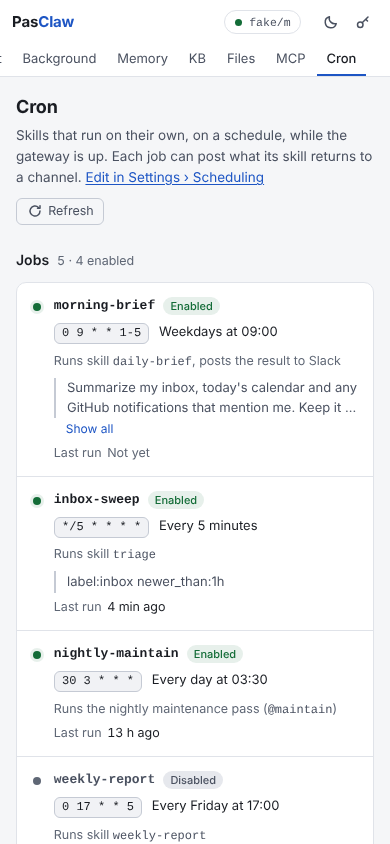 PasClaw
fake/m
Background Memory KB Files MCP Cron
Cron
Skills that run on their own, on a schedule, while the
gateway is up. Each job can post what its skill returns to
a channel. Edit in Settings › Scheduling
Refresh
Jobs 5 · 4 enabled
morning-brief Enabled
0 9 * * 1-5 Weekdays at 09:00
Runs skill daily-brief, posts the result to Slack
Summarize my inbox, today's calendar and any
GitHub notifications that mention me. Keep it ...
Show all
Last run Not yet
inbox-sweep Enabled
*/5 * * * * Every 5 minutes
Runs skill triage
label:inbox newer_than:1h
Last run 4 min ago
nightly-maintain Enabled
30 3 * * * Every day at 03:30
Runs the nightly maintenance pass (@maintain)
Last run 13 h ago
weekly-report Disabled
0 17 * * 5 Every Friday at 17:00
Runs skill weekly-report